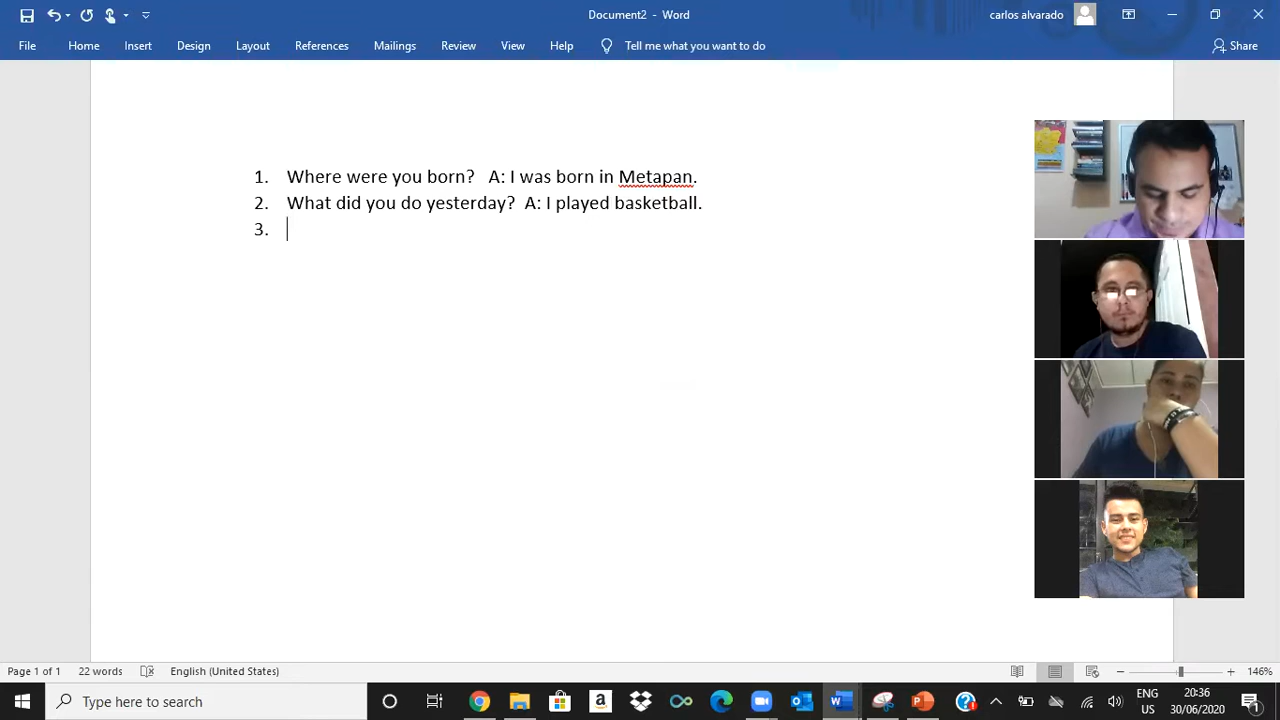 Document2 - Word
carlos alvarado
File Home Insert Design Layout References Mailings Review View Help Tell me what you want to do Share
1. Where were you born? A: I was born in Metapan.
2. What did you do yesterday? A: I played basketball.
3.
Page 1 of 1 22 words English (United States) 146%
Type here to search
ENG
US
20:36
30/06/2020